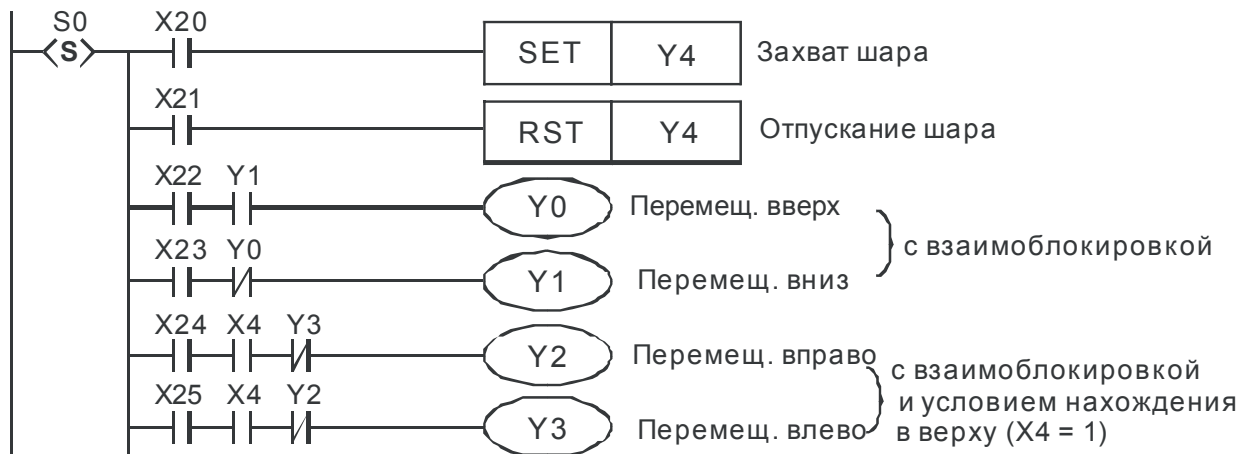 S0 X20
S SET Y4 Захват шара
X21
RST Y4 Отпускание шара
X22 Y1
Y0 Перемещ. вверх
с взаимоблокировкой
X23 Y0
Y1 Перемещ. вниз
X24 X4 Y3
Y2 Перемещ. вправо
с взаимоблокировкой
и условием нахождения
в верху (X4 = 1)
X25 X4 Y2
Y3 Перемещ. влево